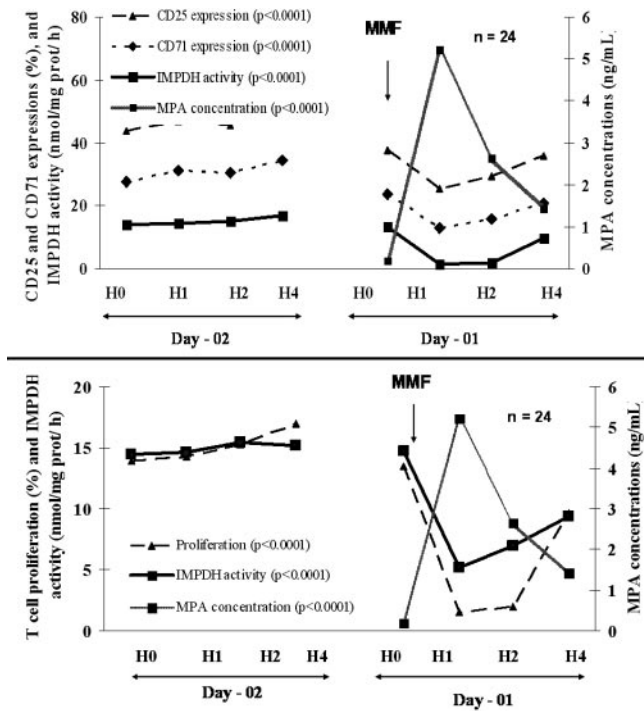 CD25 and CD71 expressions (%), and
IMPDH activity (nmol/mg prot/ h)
80
60
40
20
0
CD25 expression (p<0.0001)
CD71 expression (p<0.0001)
IMPDH activity (p<0.0001)
MPA concentration (p<0.0001)
MMF
n = 24
6
5
4
3
2
1
0
MPA concentrations (ng/mL)
H0 H1 H2 H4
Day - 02
H0 H1 H2 H4
Day - 01
T cell proliferation (%) and IMPDH
activity (nmol/mg prot/ h)
20
15
10
5
0
Proliferation (p<0.0001)
IMPDH activity (p<0.0001)
MPA concentration (p<0.0001)
MMF
n = 24
6
5
4
3
2
1
0
MPA concentrations (ng/mL)
H0 H1 H2 H4
Day - 02
H0 H1 H2 H4
Day - 01